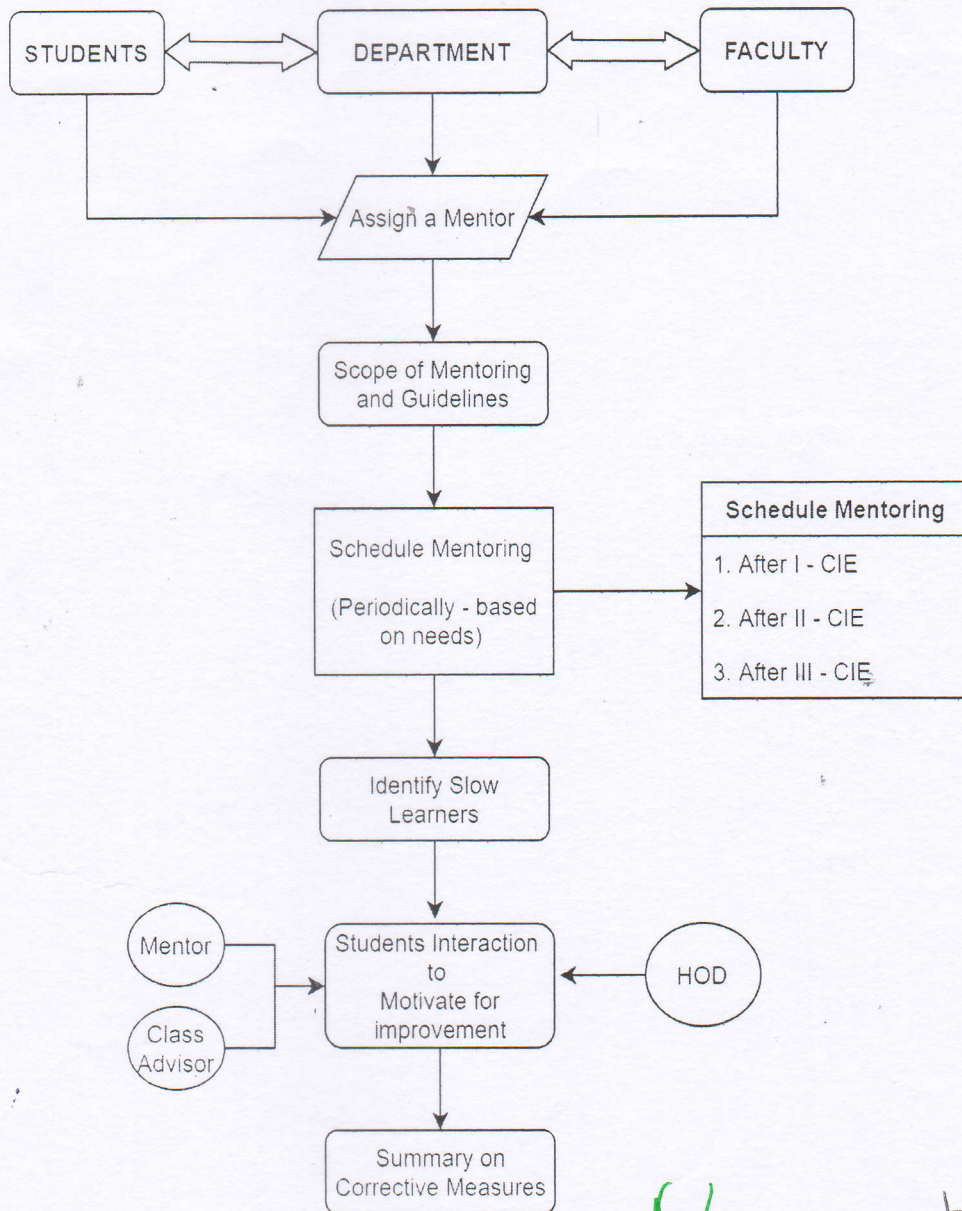 STUDENTS
DEPARTMENT
FACULTY
Assign a Mentor
Scope of Mentoring
and Guidelines
Schedule Mentoring
(Periodically - based
on needs)
Schedule Mentoring
1. After I - CIE
2. After II - CIE
3. After III - CIE
Identify Slow
Learners
Mentor
Class
Advisor
Students Interaction
to
Motivate for
improvement
HOD
Summary on
Corrective Measures